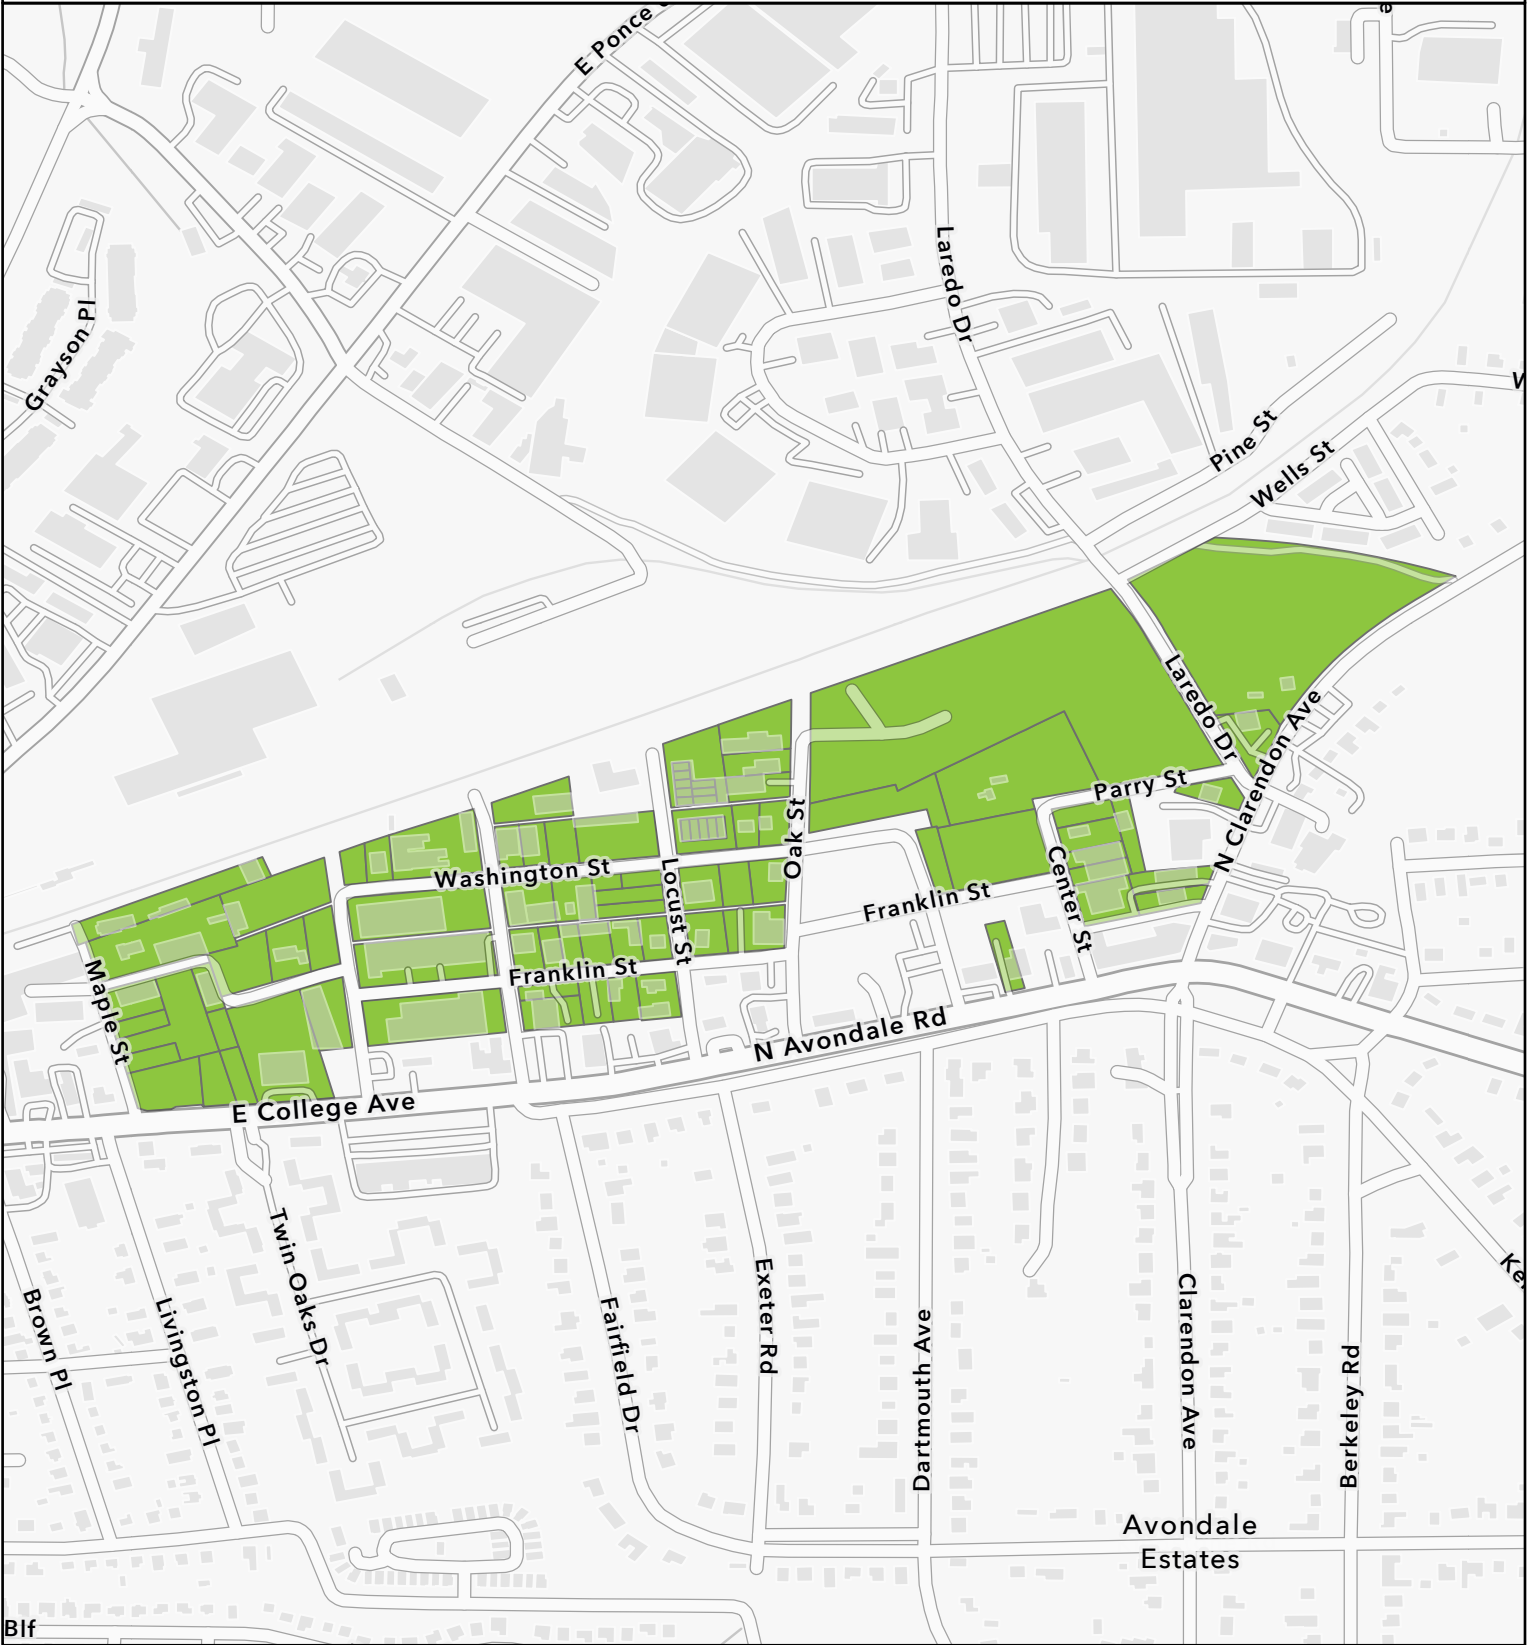 E Ponce
Laredo Dr
Grayson Pl
Pine St
Wells St
Laredo Dr
N Clarendon Ave
Parry St
Oak St
Washington St
Locust St
Center St
Franklin St
Franklin St
Maple St
N Avondale Rd
E College Ave
Twin Oaks Dr
Exeter Rd
Brown Pl
Livingston Pl
Fairfield Dr
Dartmouth Ave
Clarendon Ave
Berkeley Rd
Avondale
Estates
Blf